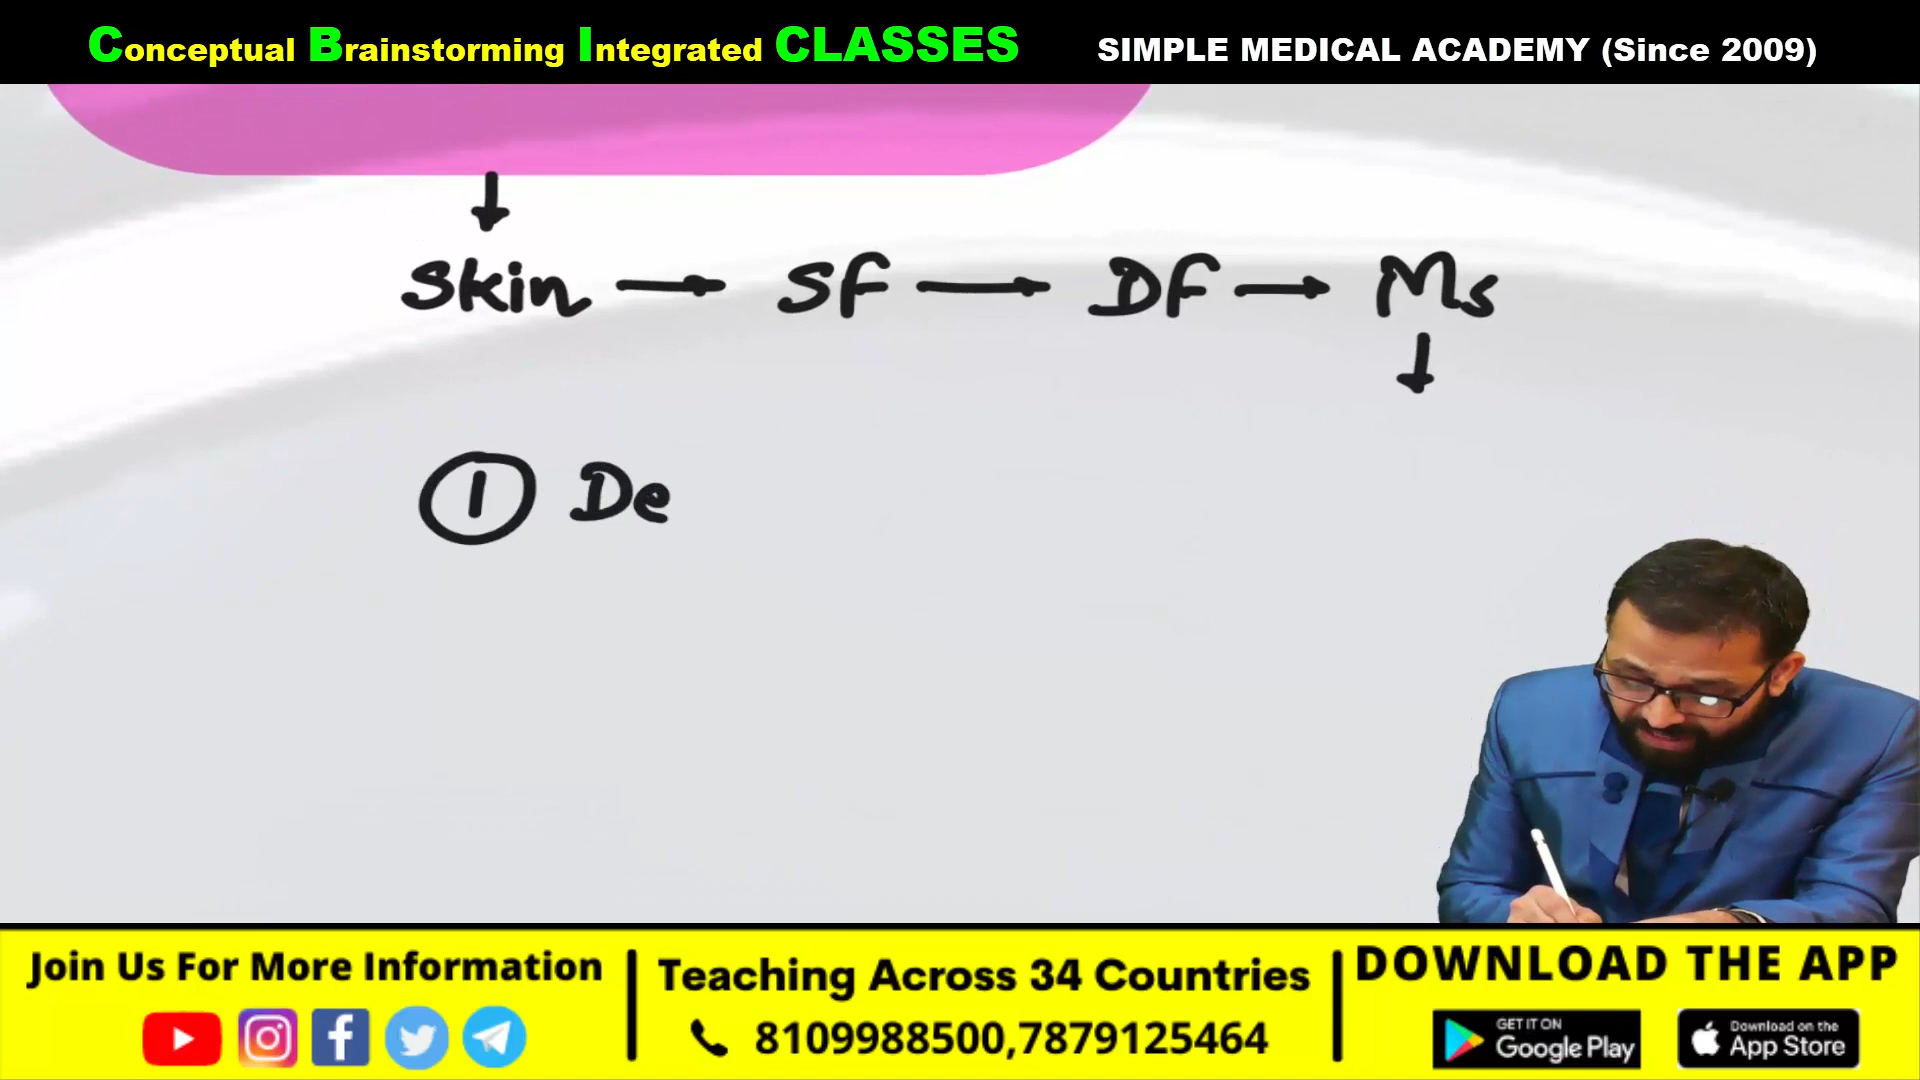 Conceptual Brainstorming Integrated CLASSES SIMPLE MEDICAL ACADEMY (Since 2009)
Skin → SF → DF → Ms
↓
① De
Join Us For More Information
Teaching Across 34 Countries
8109988500,7879125464
DOWNLOAD THE APP
GET IT ON
Google Play
Download on the
App Store